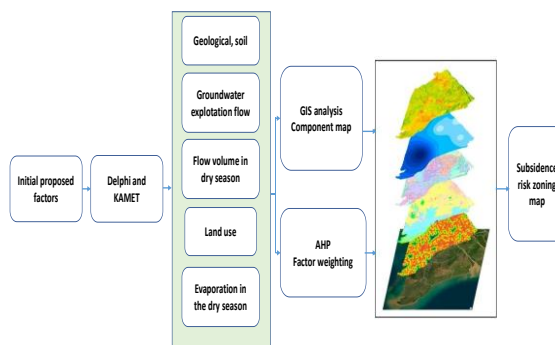 Initial proposed
factors
Delphi and
KAMET
Geological, soil
Groundwater
explotation flow
Flow volume in
dry season
Land use
Evaporation in
the dry season
GIS analysis
Component map
AHP
Factor weighting
Subsidence
risk zoning
map